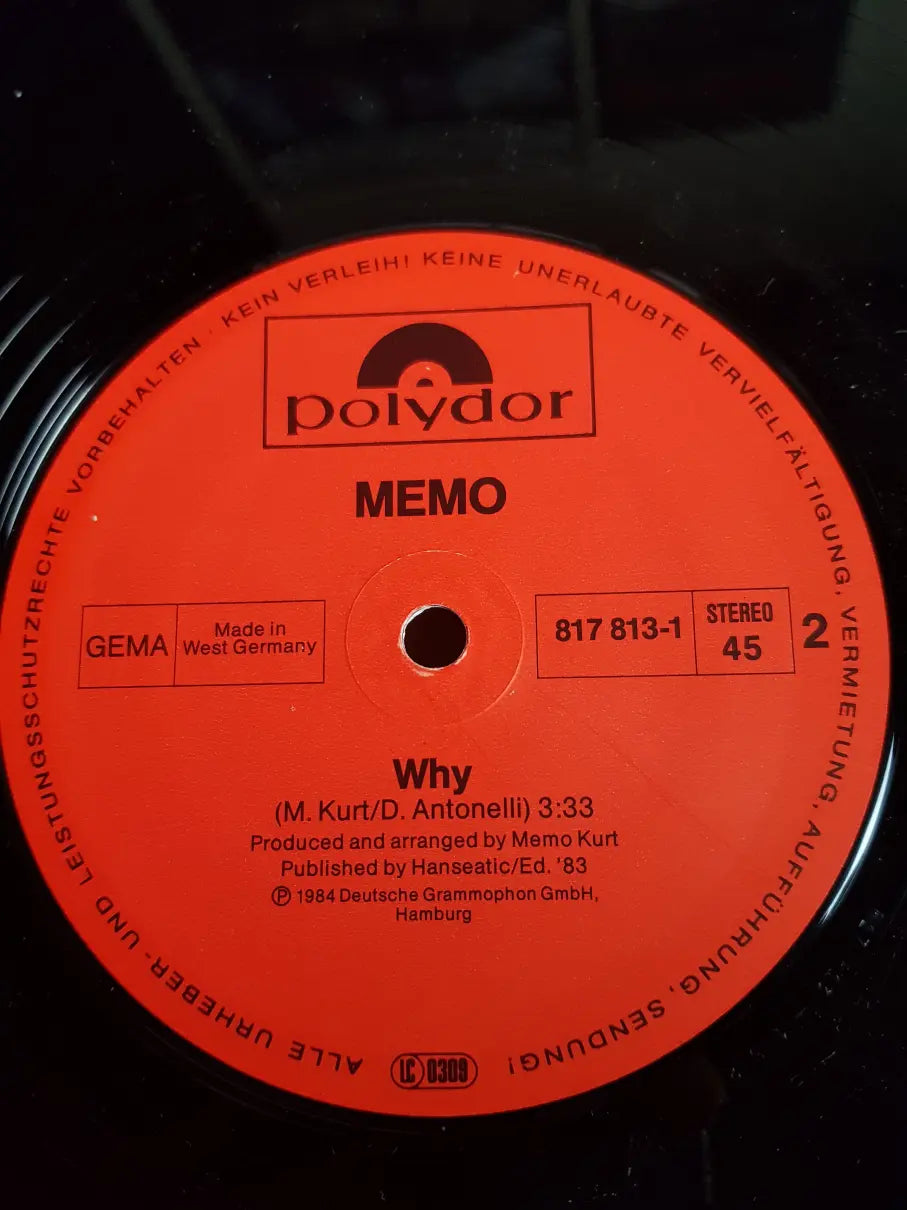 ALLE URHEBER- UND LEISTUNGSSCHUTZRECHTE VORBEHALTEN · KEIN VERLEIH! KEINE UNERLAUBTE VERVIELFÄLTIGUNG, VERMIETUNG, AUFFÜHRUNG, SENDUNG!
polydor
MEMO
GEMA
Made in
West Germany
817 813-1
STEREO
45
2
Why
(M. Kurt/D. Antonelli) 3:33
Produced and arranged by Memo Kurt
Published by Hanseatic/Ed. '83
Ⓟ 1984 Deutsche Grammophon GmbH,
Hamburg
LC 0309